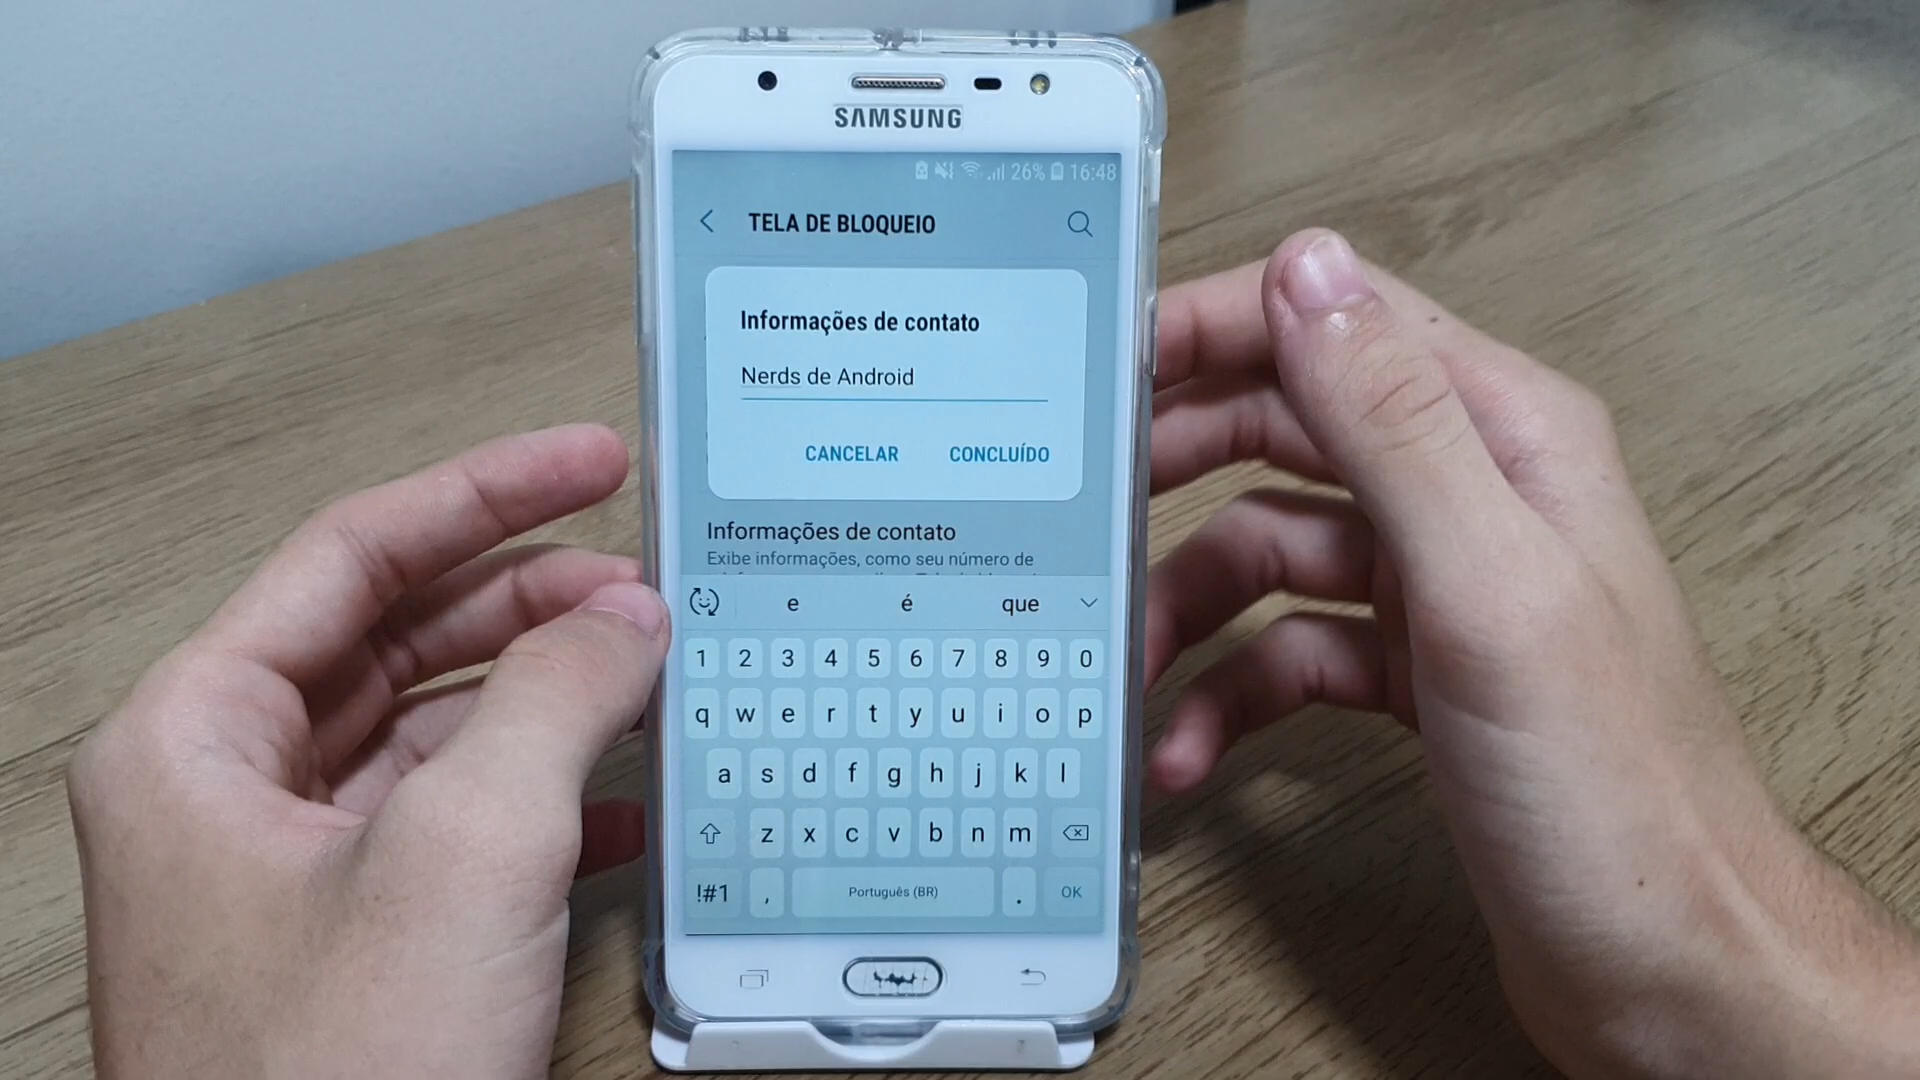 SAMSUNG
26% 16:48
TELA DE BLOQUEIO
Informações de contato
Nerds de Android
CANCELAR CONCLUÍDO
Informações de contato
Exibe informações, como seu número de
e é que
1 2 3 4 5 6 7 8 9 0
q w e r t y u i o p
a s d f g h j k l
z x c v b n m
!#1 , Português (BR) . OK